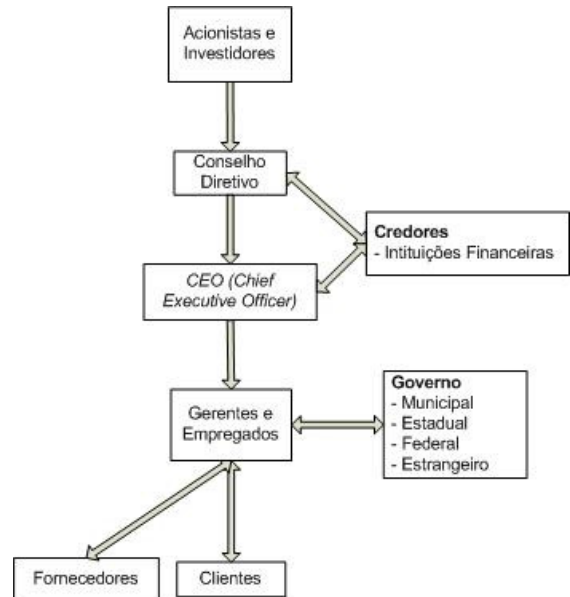 Acionistas e
Investidores
Conselho
Diretivo
Credores
- Intituições Financeiras
CEO (Chief
Executive Officer)
Gerentes e
Empregados
Governo
- Municipal
- Estadual
- Federal
- Estrangeiro
Fornecedores
Clientes